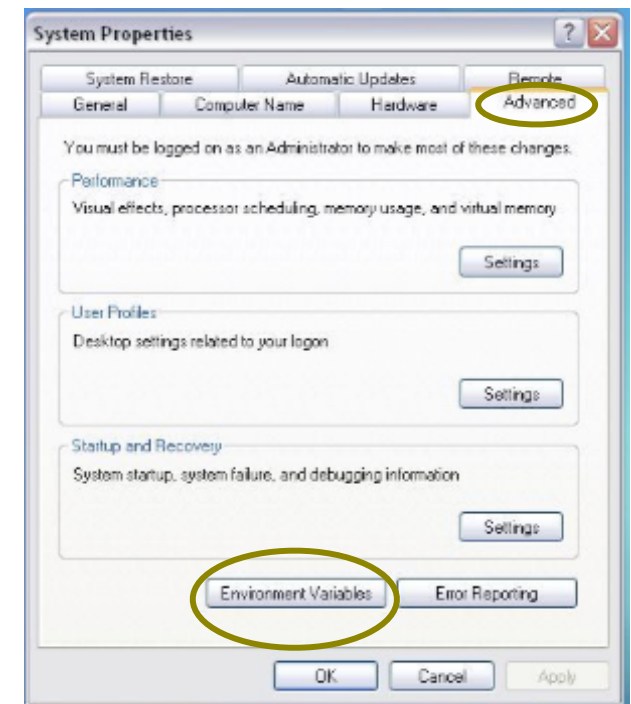 System Properties
System Restore Automatic Updates Remote
General Computer Name Hardware Advanced
You must be logged on as an Administrator to make most of these changes.
Performance
Visual effects, processor scheduling, memory usage, and virtual memory
Settings
User Profiles
Desktop settings related to your logon
Settings
Startup and Recovery
System startup, system failure, and debugging information
Settings
Environment Variables Error Reporting
OK Cancel Apply